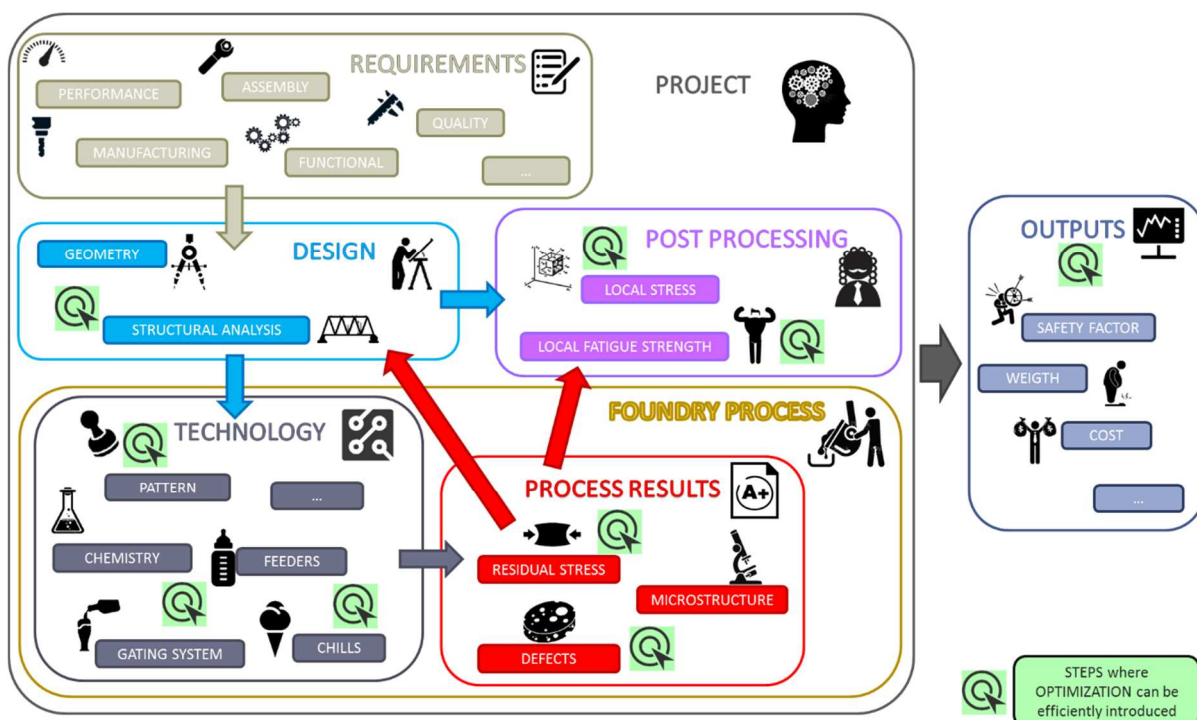 REQUIREMENTS
PROJECT
PERFORMANCE
ASSEMBLY
QUALITY
MANUFACTURING
FUNCTIONAL
...
DESIGN
GEOMETRY
STRUCTURAL ANALYSIS
POST PROCESSING
LOCAL STRESS
LOCAL FATIGUE STRENGTH
FOUNDRY PROCESS
TECHNOLOGY
PATTERN
...
CHEMISTRY
FEEDERS
GATING SYSTEM
CHILLS
PROCESS RESULTS
A+
RESIDUAL STRESS
MICROSTRUCTURE
DEFECTS
OUTPUTS
SAFETY FACTOR
WEIGTH
COST
...
STEPS where
OPTIMIZATION can be
efficiently introduced